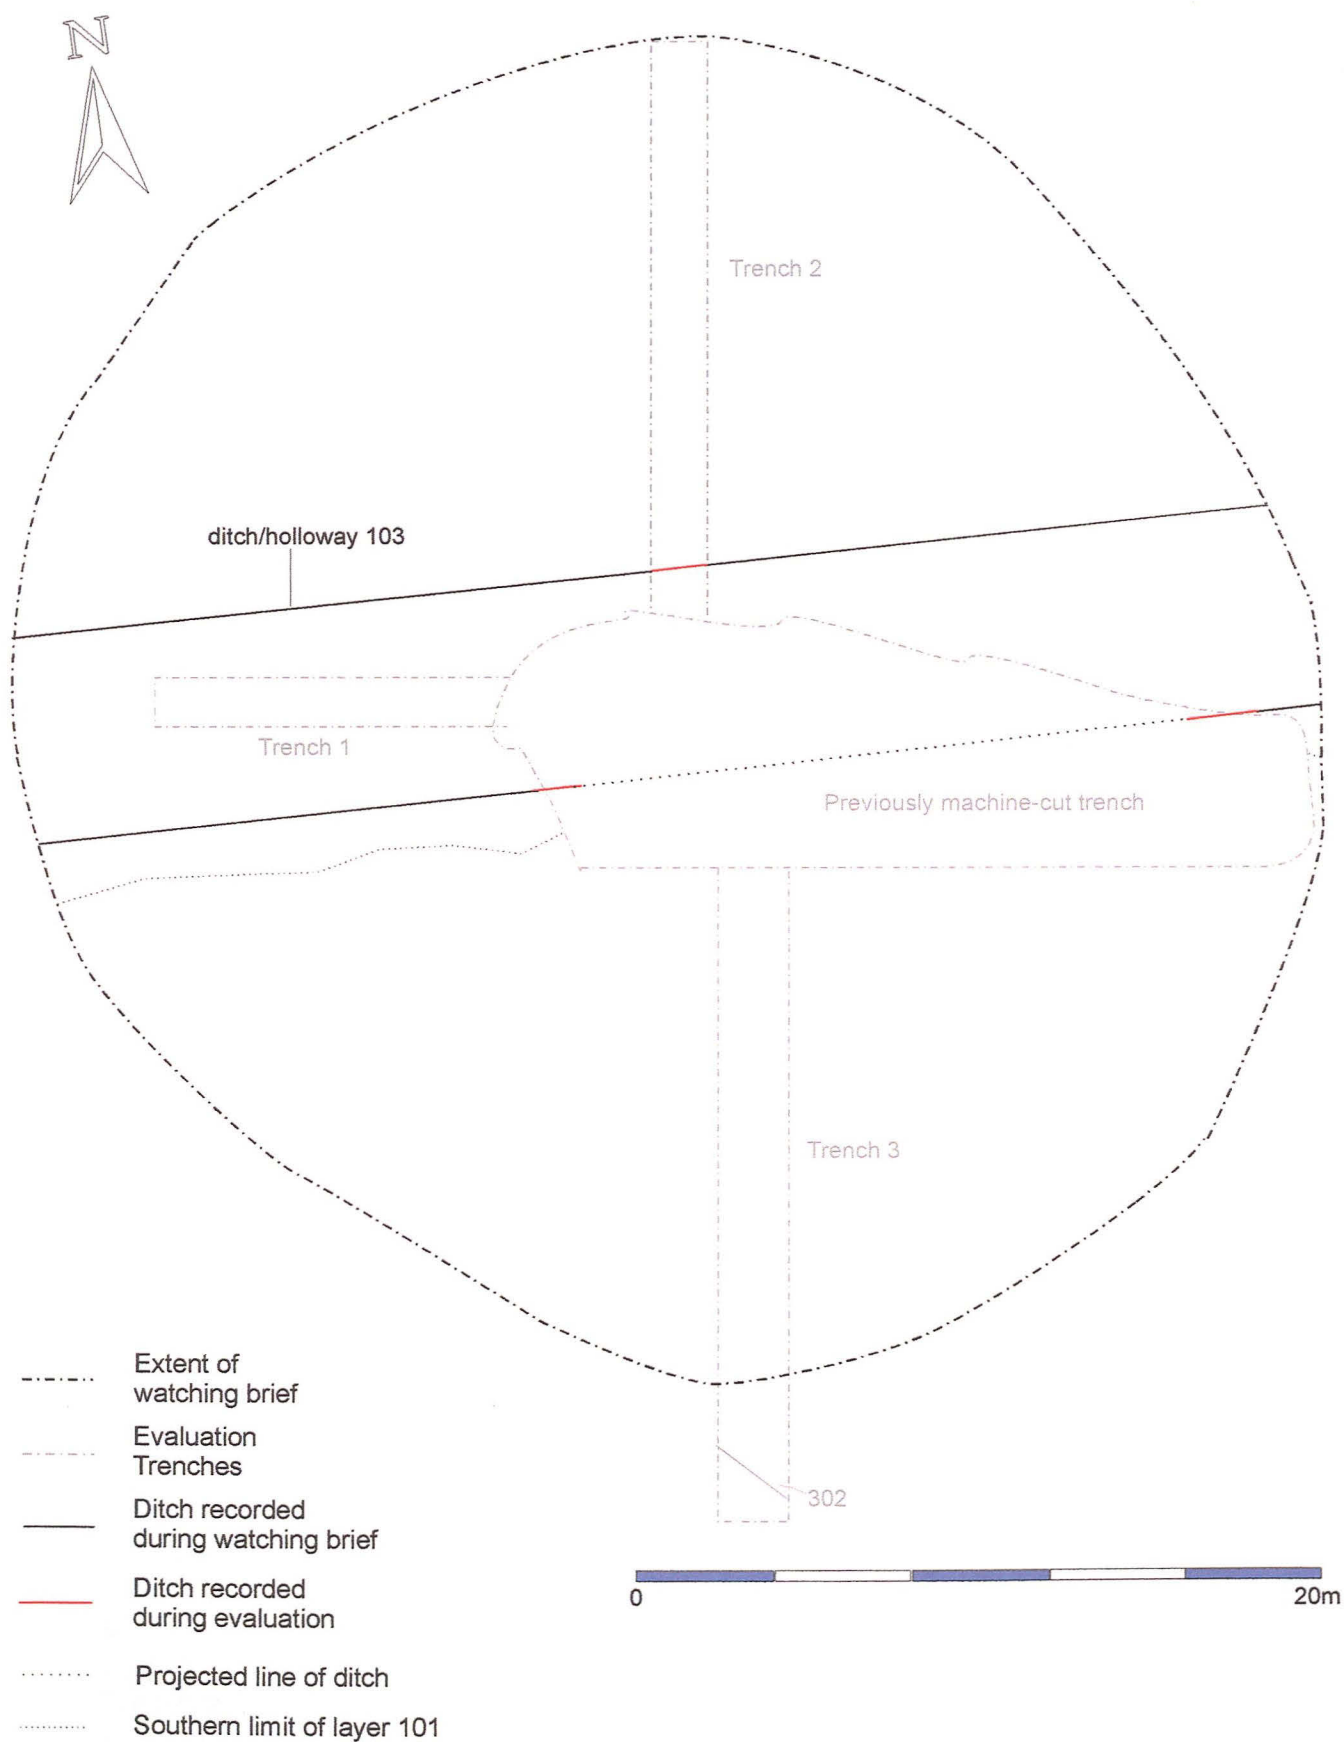 N
Trench 2
ditch/holloway 103
Trench 1
Previously machine-cut trench
Trench 3
302
Extent of
watching brief
Evaluation
Trenches
Ditch recorded
during watching brief
Ditch recorded
during evaluation
Projected line of ditch
Southern limit of layer 101
0
20m